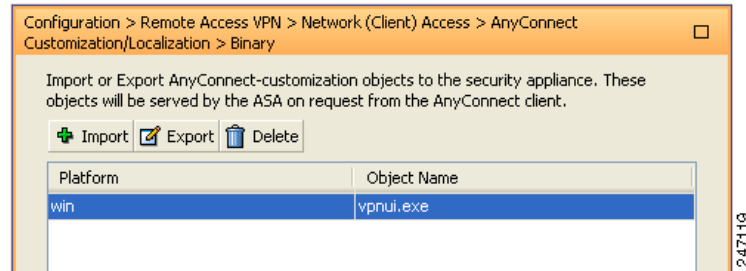 Configuration > Remote Access VPN > Network (Client) Access > AnyConnect
Customization/Localization > Binary
Import or Export AnyConnect-customization objects to the security appliance. These
objects will be served by the ASA on request from the AnyConnect client.
Import Export Delete
Platform Object Name
win vpnui.exe
247119